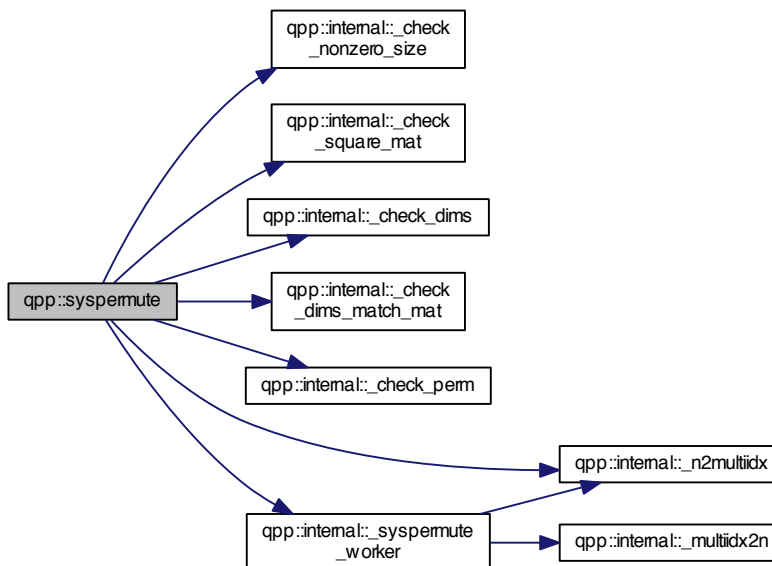 qpp::internal::_check
_nonzero_size
qpp::internal::_check
_square_mat
qpp::internal::_check_dims
qpp::syspermute
qpp::internal::_check
_dims_match_mat
qpp::internal::_check_perm
qpp::internal::_n2multiidx
qpp::internal::_syspermute
_worker
qpp::internal::_multiidx2n